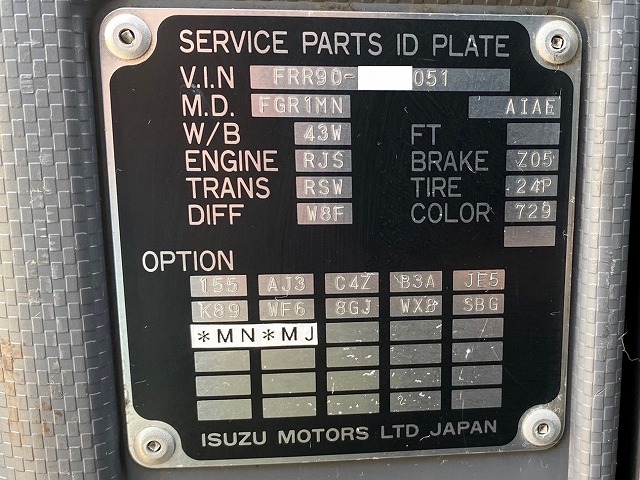 SERVICE PARTS ID PLATE
V.I.N FRR90- 051
M.D. FGR1MN AIAE
W/B 43W FT
ENGINE RJS BRAKE Z05
TRANS RSW TIRE 24P
DIFF W8F COLOR 729
OPTION
155 AJ3 C4Z B3A JE5
K89 WF6 8GJ WXB SBG
*MN*MJ
ISUZU MOTORS LTD JAPAN